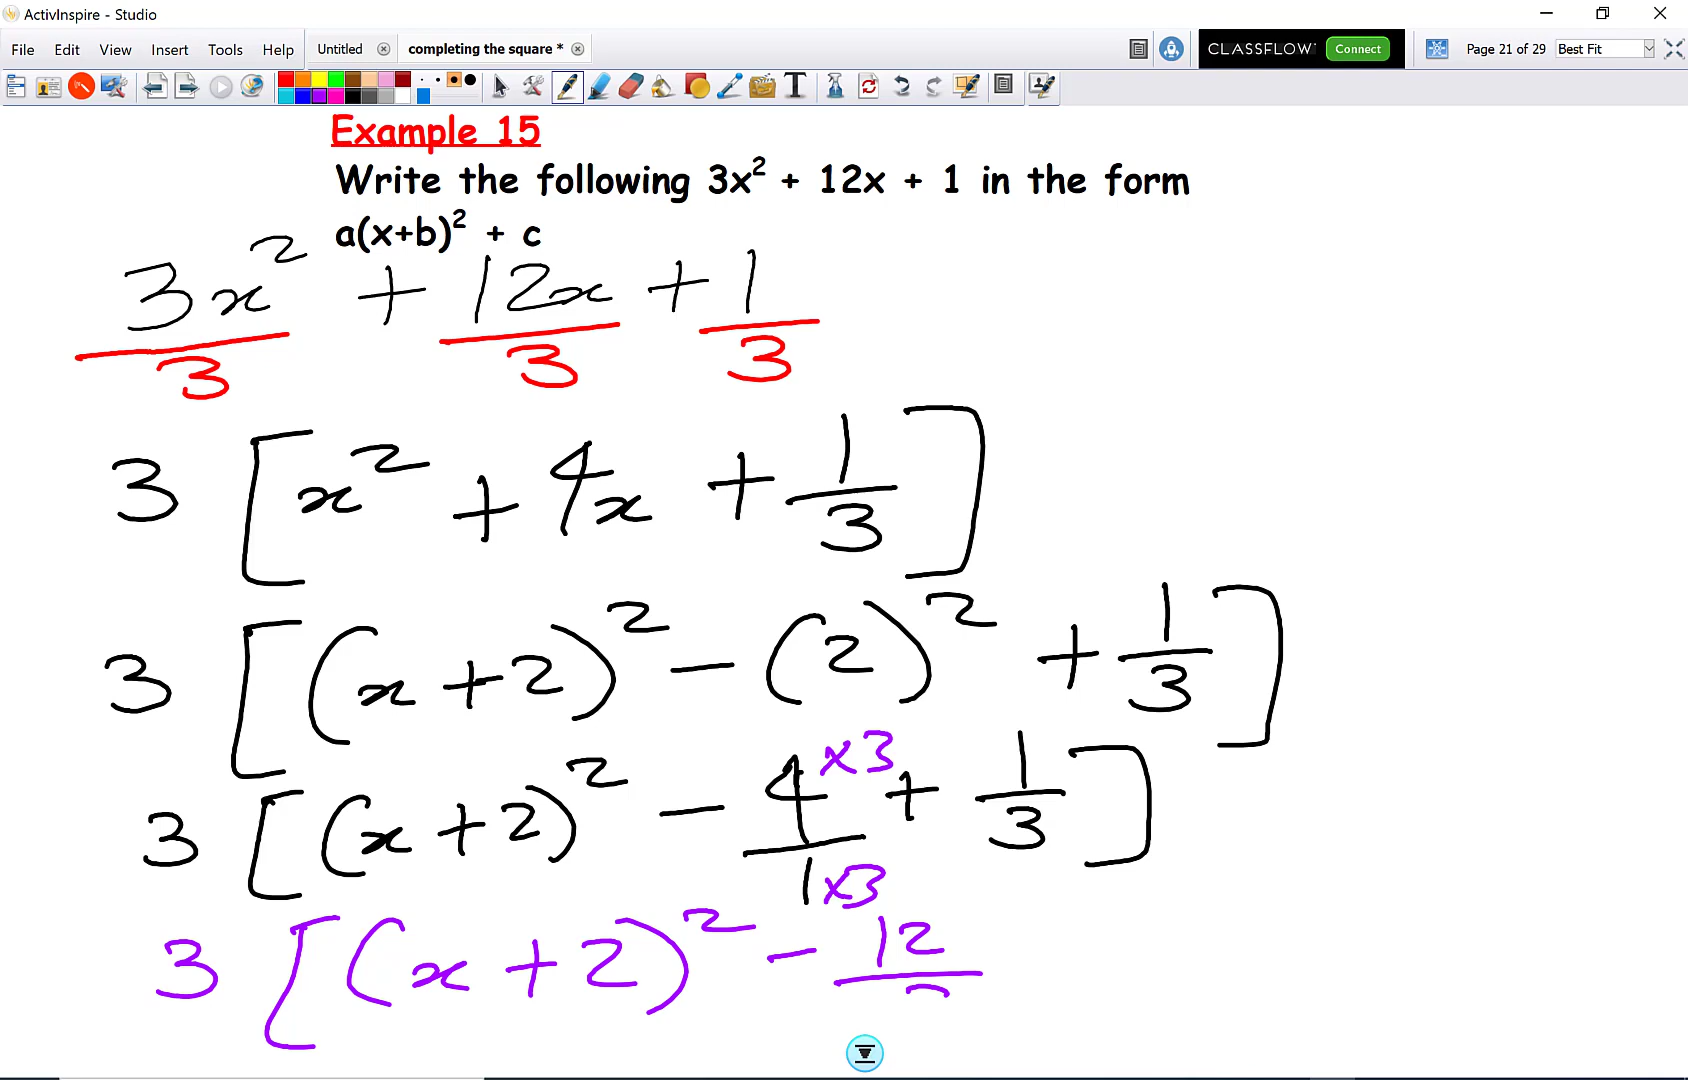 ActivInspire - Studio
File Edit View Insert Tools Help Untitled completing the square * CLASSFLOW Connect Page 21 of 29 Best Fit
Example 15
Write the following 3x² + 12x + 1 in the form
a(x+b)² + c
3x² + 12x + 1
3 3 3
3 [x² + 4x + 1/3]
3 [(x+2)² - (2)² + 1/3]
3 [(x+2)² - 4×3/1×3 + 1/3]
3 [(x+2)² - 12/